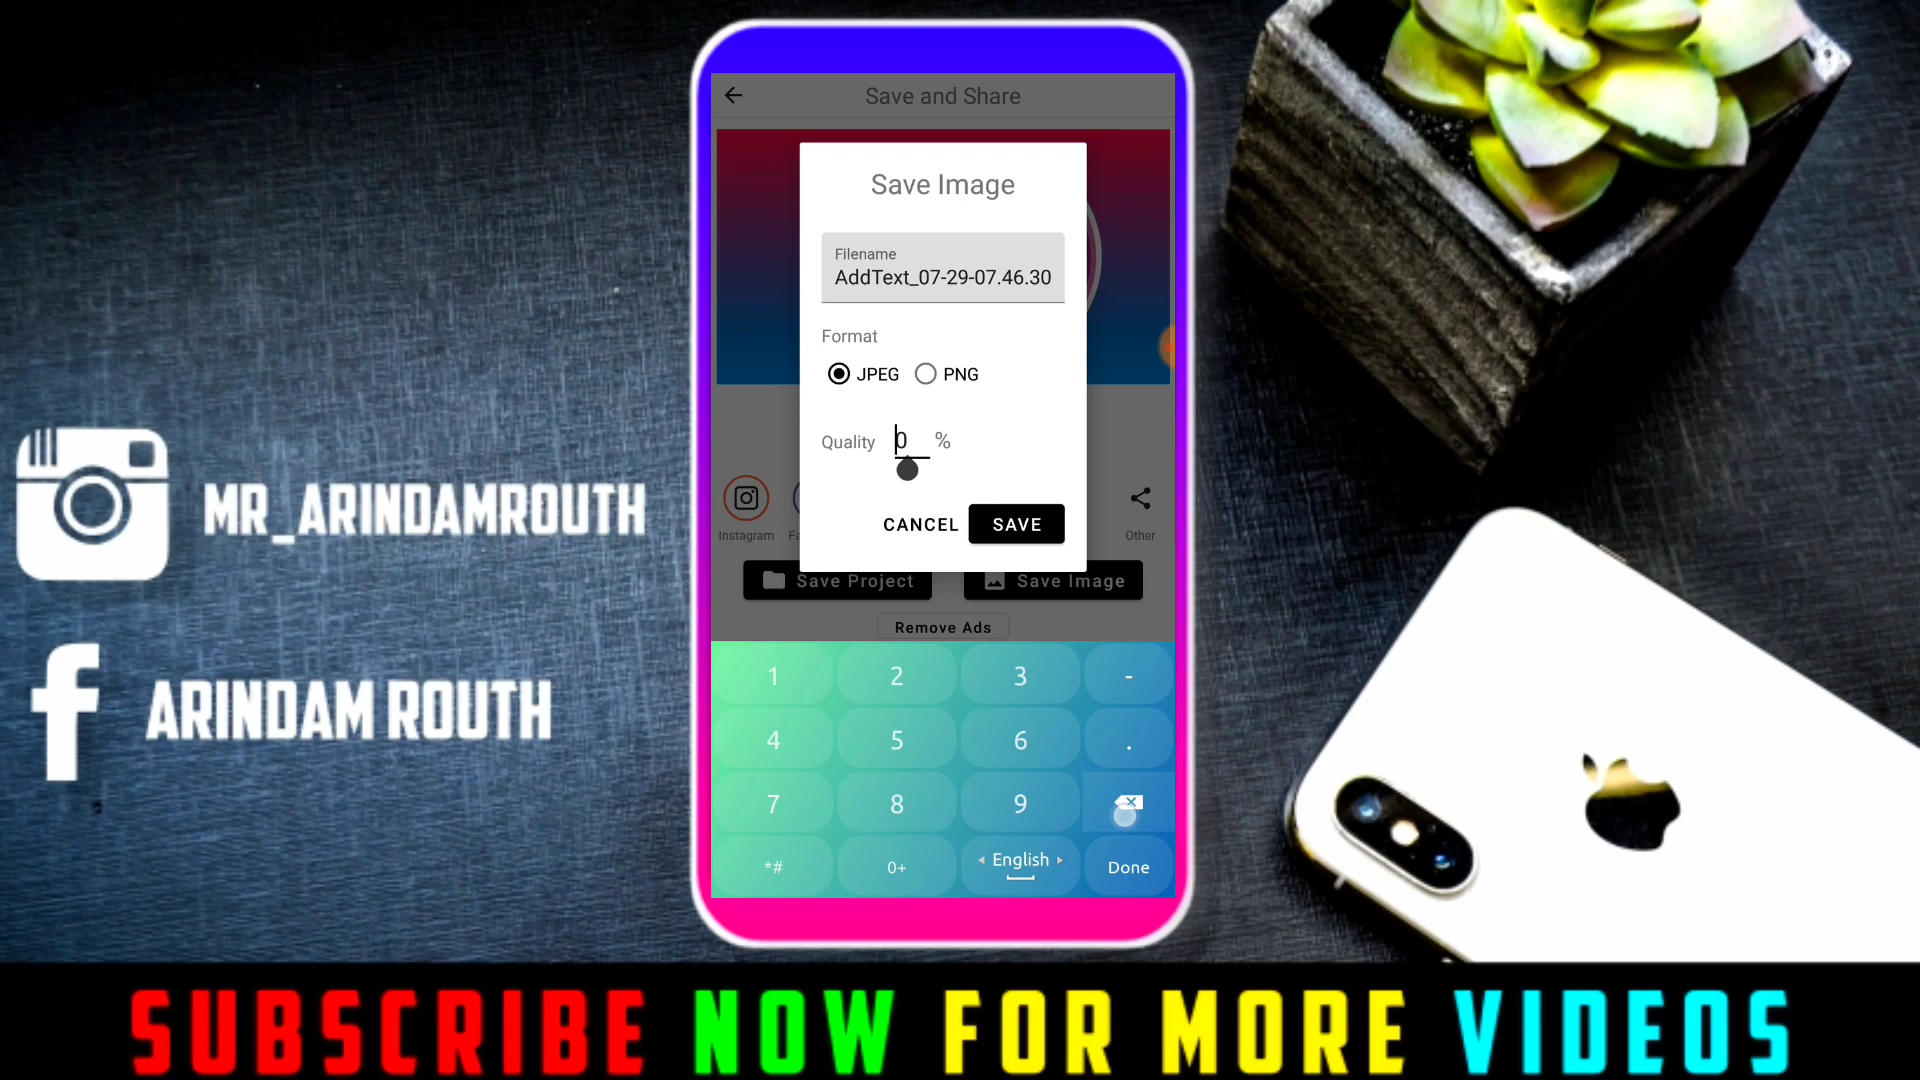 Save and Share
Save Image
Filename
AddText_07-29-07.46.30
Format
JPEG PNG
Quality 0 %
CANCEL SAVE
Instagram Fa Other
Save Project Save Image
Remove Ads
1 2 3 -
4 5 6 .
7 8 9
*# 0+ English Done
MR_ARINDAMROUTH
ARINDAM ROUTH
SUBSCRIBE NOW FOR MORE VIDEOS